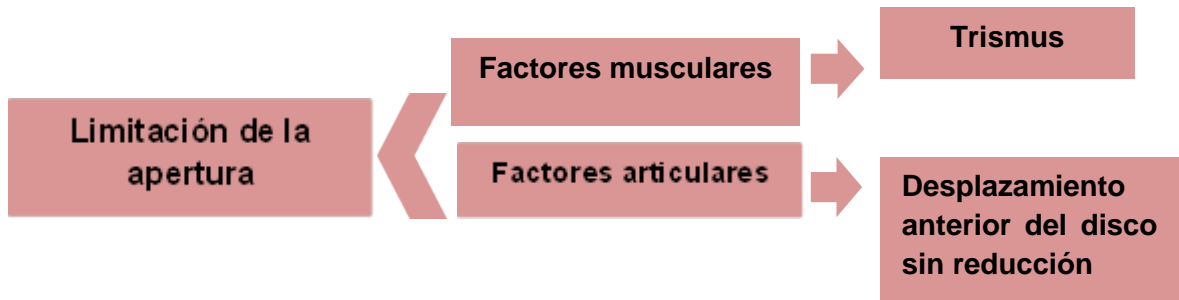 Limitación de la
apertura
Factores musculares
Trismus
Factores articulares
Desplazamiento
anterior del disco
sin reducción